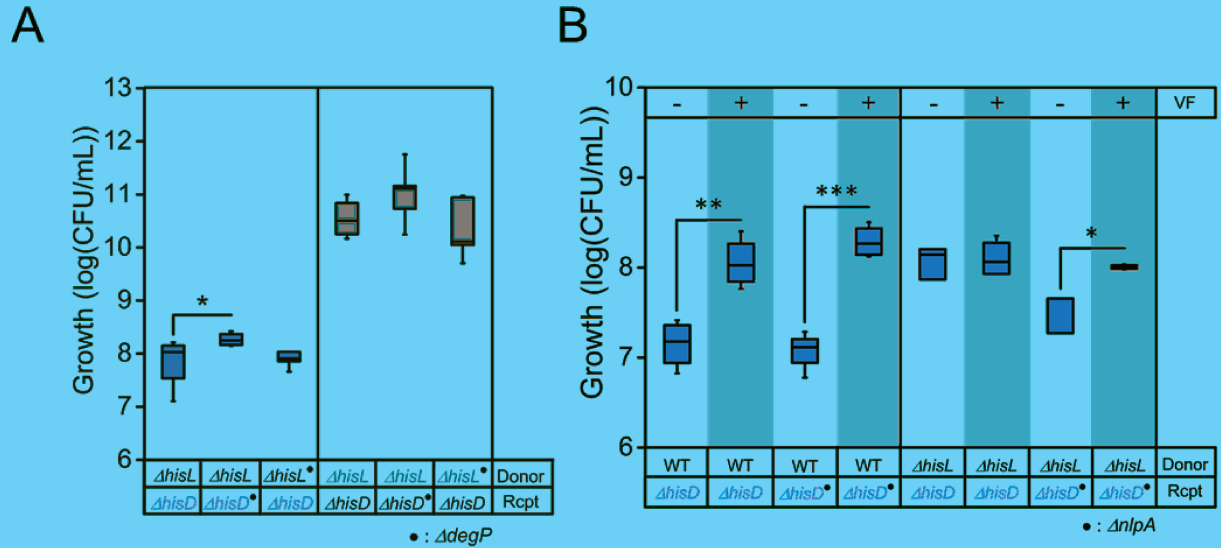 A
Growth (log(CFU/mL))
13
12
11
10
9
8
7
6
*
ΔhisL ΔhisL ΔhisL• ΔhisL ΔhisL ΔhisL• Donor
ΔhisD ΔhisD• ΔhisD ΔhisD ΔhisD• ΔhisD Rcpt
• : ΔdegP
B
Growth (log(CFU/mL))
10
9
8
7
6
- + - + - + - + VF
** *** *
WT WT WT WT ΔhisL ΔhisL ΔhisL ΔhisL Donor
ΔhisD ΔhisD ΔhisD• ΔhisD• ΔhisD ΔhisD ΔhisD• ΔhisD• Rcpt
• : ΔnlpA